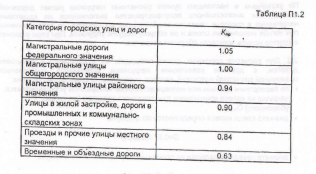 Таблица П1.2
Категория городских улиц и дорог
Магистральные дороги
федерального значения
1.05
Магистральные улицы
общегородского значения
1.00
Магистральные улицы районного
значения
0.94
Улицы в жилой застройке, дороги в
промышленных и коммунально-
складских зонах
0.90
Проезды и прочие улицы местного
значения
0.84
Временные и объездные дороги
0.63